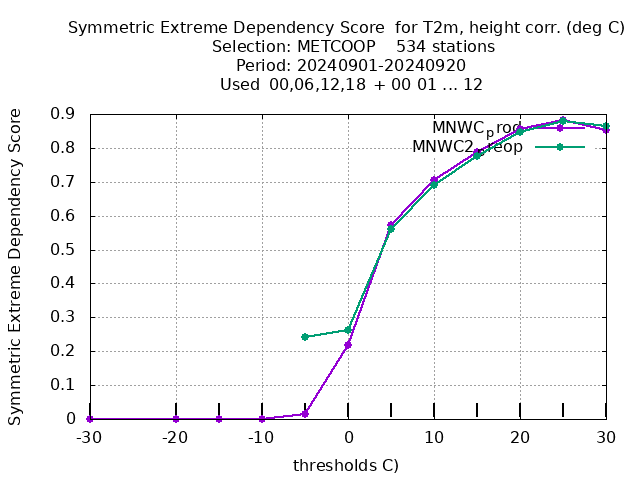 Symmetric Extreme Dependency Score for T2m, height corr. (deg C)
Selection: METCOOP 534 stations
Period: 20240901-20240920
Used 00,06,12,18 + 00 01 ... 12
Symmetric Extreme Dependency Score
0.9
0.8
0.7
0.6
0.5
0.4
0.3
0.2
0.1
0
MNWCprod
MNWC2preop
-30
-20
-10
0
10
20
30
thresholds C)